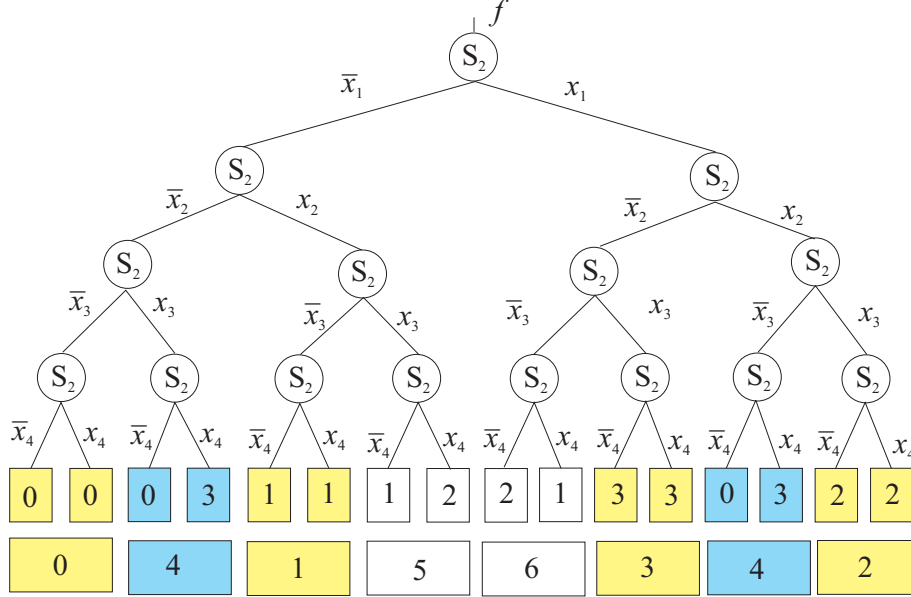 f
S₂
x̅₁ x₁
S₂ S₂
x̅₂ x₂ x̅₂ x₂
S₂ S₂ S₂ S₂
x̅₃ x₃ x̅₃ x₃ x̅₃ x₃ x̅₃ x₃
S₂ S₂ S₂ S₂ S₂ S₂ S₂ S₂
x̅₄ x₄ x̅₄ x₄ x̅₄ x₄ x̅₄ x₄ x̅₄ x₄ x̅₄ x₄ x̅₄ x₄ x̅₄ x₄
0 0 0 3 1 1 1 2 2 1 3 3 0 3 2 2
0 4 1 5 6 3 4 2